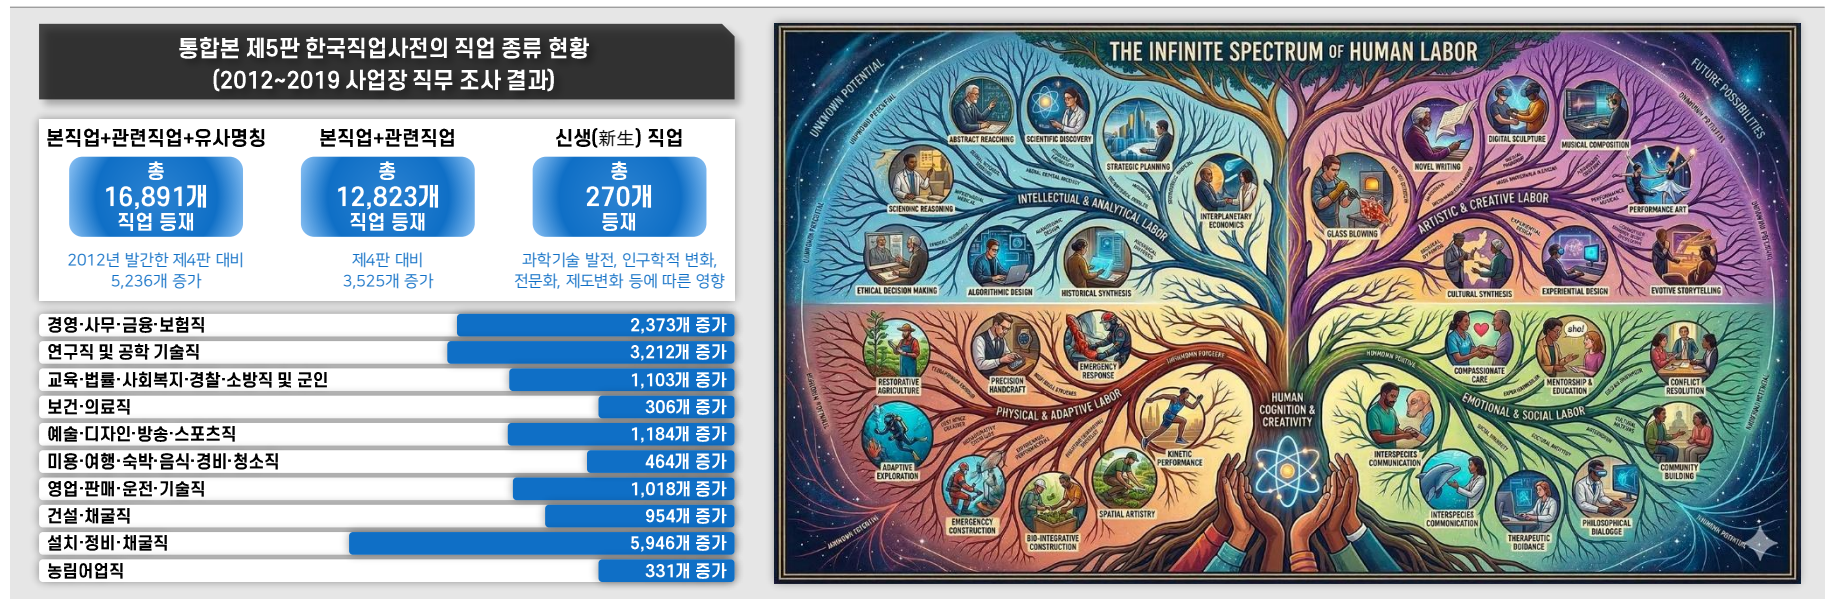 통합본 제5판 한국직업사전의 직업 종류 현황
(2012~2019 사업장 직무 조사 결과)
본직업+관련직업+유사명칭
총
16,891개
직업 등재
2012년 발간한 제4판 대비
5,236개 증가
본직업+관련직업
총
12,823개
직업 등재
제4판 대비
3,525개 증가
신생(新生) 직업
총
270개
등재
과학기술 발전, 인구학적 변화,
전문화, 제도변화 등에 따른 영향
경영·사무·금융·보험직 2,373개 증가
연구직 및 공학 기술직 3,212개 증가
교육·법률·사회복지·경찰·소방직 및 군인 1,103개 증가
보건·의료직 306개 증가
예술·디자인·방송·스포츠직 1,184개 증가
미용·여행·숙박·음식·경비·청소직 464개 증가
영업·판매·운전·기술직 1,018개 증가
건설·채굴직 954개 증가
설치·정비·채굴직 5,946개 증가
농림어업직 331개 증가
THE INFINITE SPECTRUM OF HUMAN LABOR
UNKNOWN POTENTIAL
FUTURE POSSIBILITIES
ABSTRACT REACCHING
SCIENTIFIC DISCOVERY
STRATEGIC PLANNING
SCIENDIC REASONING
INTERPLANETARY
ECONOMICS
INTELLECTUAL & ANALYTICAL LABOR
ETHICAL DECISION MAKING
ALGORITHMIC DESIGN
HISTORICAL SYNTHESIS
NOVEL WRITING
DIGITAL SCULPTURE
MUSICAL COMPOSITION
GLASS BLOWING
PERFORMANCE ART
ARTISTIC & CREATIVE LABOR
CULTURAL SYNTHESIS
EXPERIENTIAL DESIGN
EVOTIVE STORYTELLING
RESTORATIVE
AGRICULTURE
PRECISION
HANDCRAFT
EMERGENCY
RESPONSE
PHYSICAL & ADAPTIVE LABOR
ADAPTIVE
EXPLORATION
KINETIC
PERFORMANCE
EMERGENCCY
CONSTRUCTION
BIO-INTEGRATIVE
CONSTRUCTION
SPATIAL ARTISTRY
HUMAN
COGNITION &
CREATIVITY
COMPASSIONATE
CARE
sho!
MENTORSHIP &
EDUCATION
CONFLICT
RESOLUTION
EMOTIONAL & SOCIAL LABOR
INTERSPECIES
COMMUNICATION
COMMUNITY
BUILDING
INTERSPECIES
CMMUNICATION
THERAPEUTIC
BOIDANCE
PHILOSOPHICAL
BIALOGGE